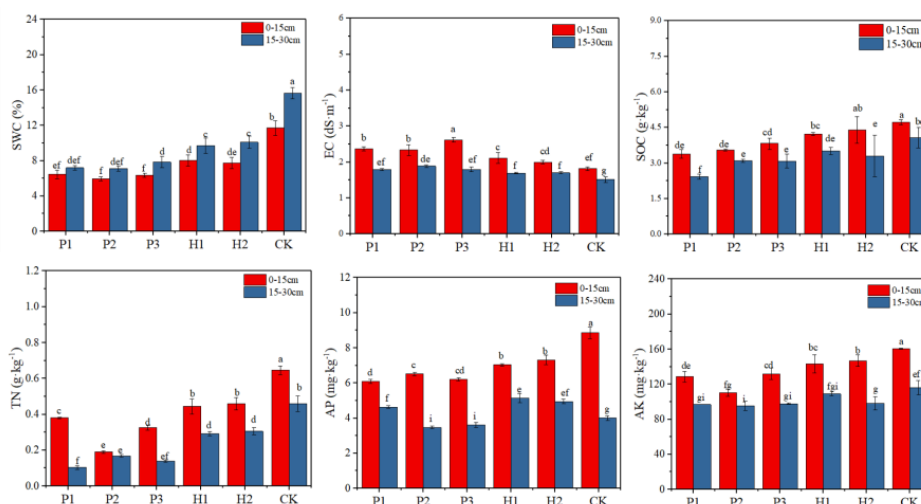 24
20
16
12
8
4
0
SWC (%)
0-15cm
15-30cm
ef def
f def
f d
d c
de c
b a
P1 P2 P3 H1 H2 CK
6
5
4
3
2
1
0
EC (dS·m⁻¹)
0-15cm
15-30cm
b ef
b de
a ef
c f
cd f
ef g
P1 P2 P3 H1 H2 CK
9.0
7.5
6.0
4.5
3.0
1.5
0.0
SOC (g·kg⁻¹)
0-15cm
15-30cm
de f
de de
cd e
bc de
ab e
a
P1 P2 P3 H1 H2 CK
1.2
1.0
0.8
0.6
0.4
0.2
0.0
TN (g·kg⁻¹)
0-15cm
15-30cm
c f
e e
d ef
b d
b d
a b
P1 P2 P3 H1 H2 CK
12
10
8
6
4
2
0
AP (mg·kg⁻¹)
0-15cm
15-30cm
d f
c i
d i
b e
b ef
a g
P1 P2 P3 H1 H2 CK
240
200
160
120
80
40
0
AK (mg·kg⁻¹)
0-15cm
15-30cm
de gi
fg g
cd gi
bc fgi
b g
a ef
P1 P2 P3 H1 H2 CK